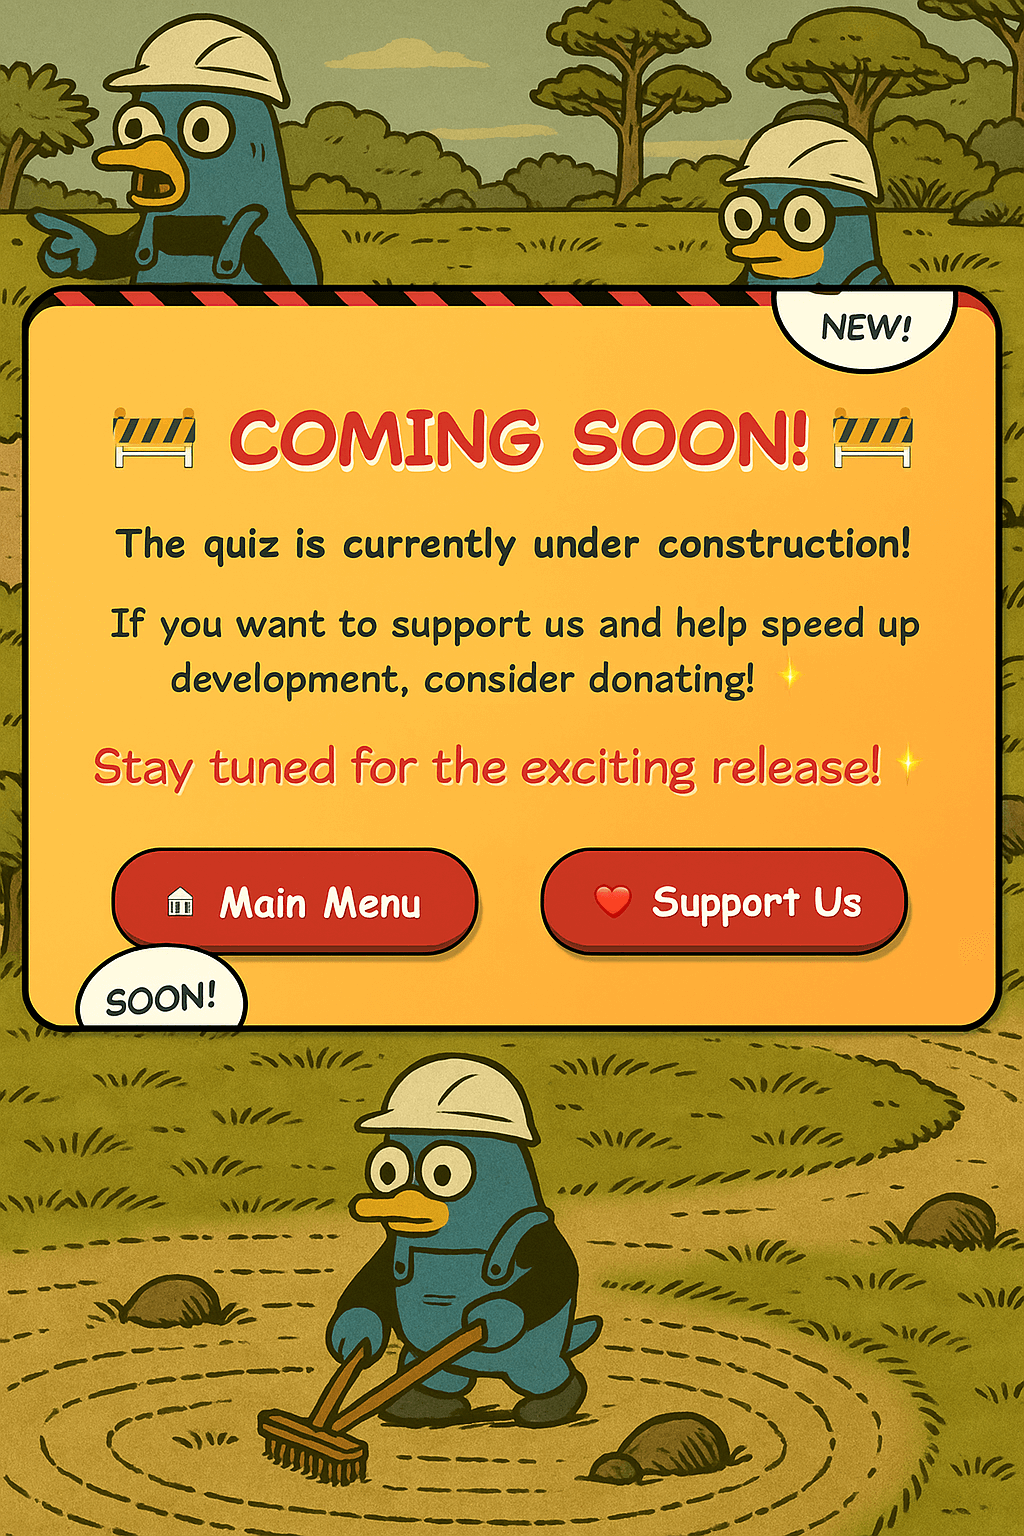 NEW!
COMING SOON!
The quiz is currently under construction!
If you want to support us and help speed up
development, consider donating!
Stay tuned for the exciting release!
Main Menu
Support Us
SOON!